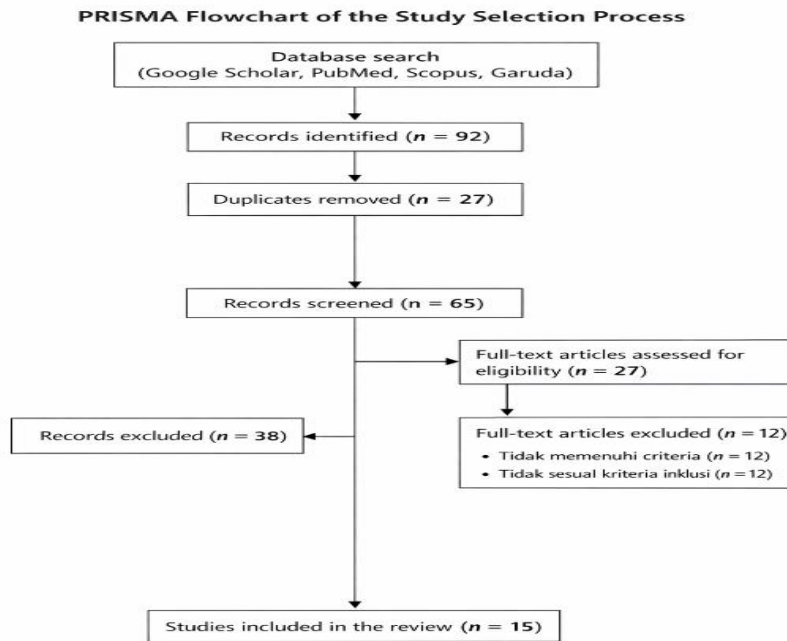 PRISMA Flowchart of the Study Selection Process
Database search
(Google Scholar, PubMed, Scopus, Garuda)
Records identified (n = 92)
Duplicates removed (n = 27)
Records screened (n = 65)
Full-text articles assessed for
eligibility (n = 27)
Records excluded (n = 38)
Full-text articles excluded (n = 12)
• Tidak memenuhi criteria (n = 12)
• Tidak sesual kriteria inklusi (n = 12)
Studies included in the review (n = 15)